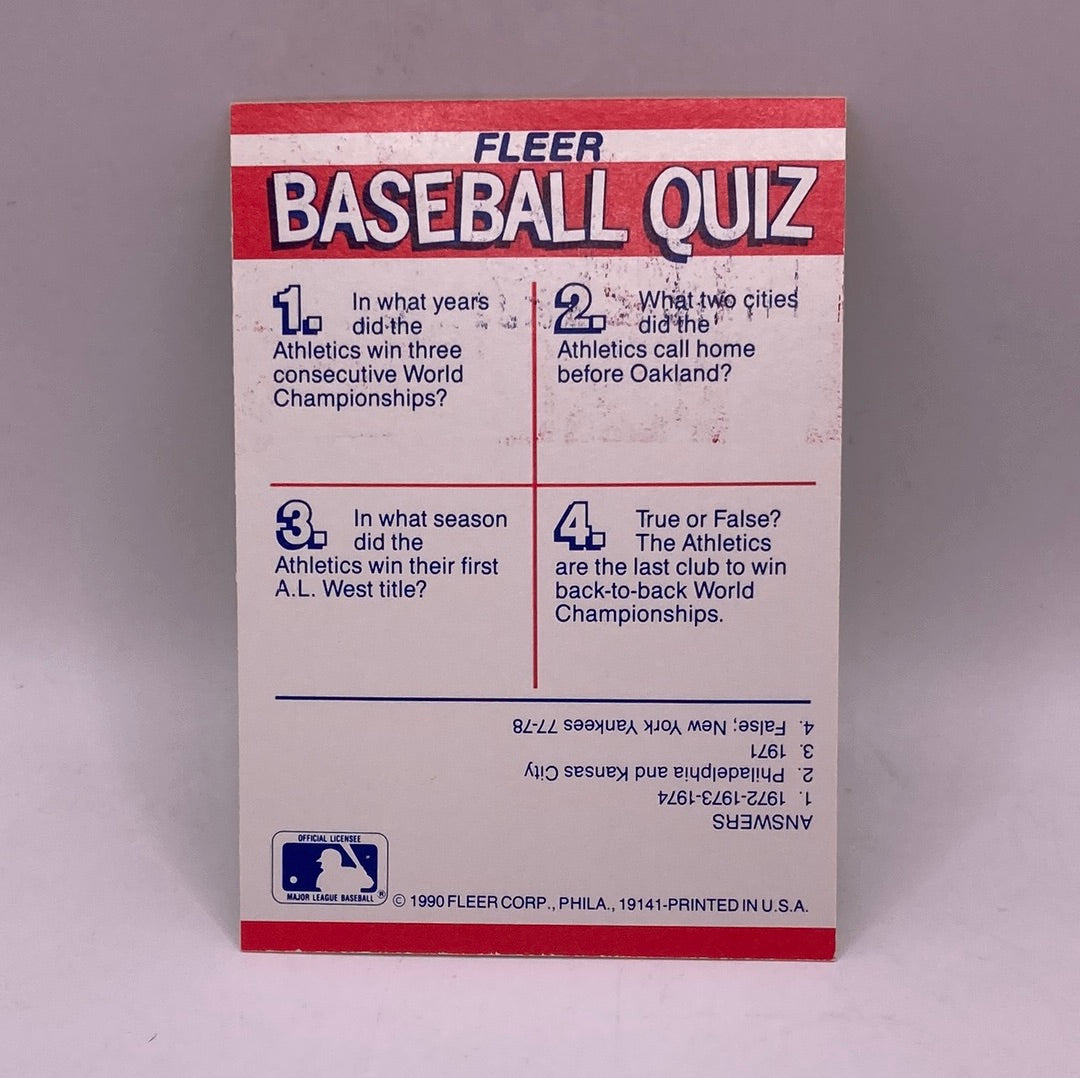 FLEER
BASEBALL QUIZ
1. In what years
did the
Athletics win three
consecutive World
Championships?
2. What two cities
did the
Athletics call home
before Oakland?
3. In what season
did the
Athletics win their first
A.L. West title?
4. True or False?
The Athletics
are the last club to win
back-to-back World
Championships.
ANSWERS
1. 1972-1973-1974
2. Philadelphia and Kansas City
3. 1971
4. False; New York Yankees 77-78
OFFICIAL LICENSEE
MAJOR LEAGUE BASEBALL ®
© 1990 FLEER CORP., PHILA., 19141-PRINTED IN U.S.A.